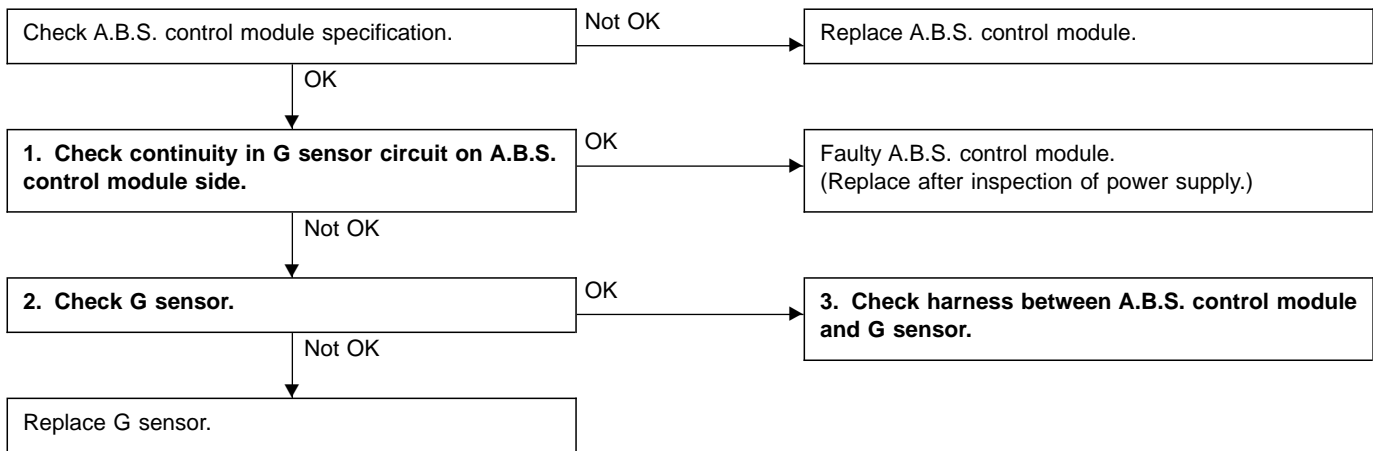 Check A.B.S. control module specification.
Not OK
Replace A.B.S. control module.
OK
1. Check continuity in G sensor circuit on A.B.S.
control module side.
OK
Faulty A.B.S. control module.
(Replace after inspection of power supply.)
Not OK
2. Check G sensor.
OK
3. Check harness between A.B.S. control module
and G sensor.
Not OK
Replace G sensor.